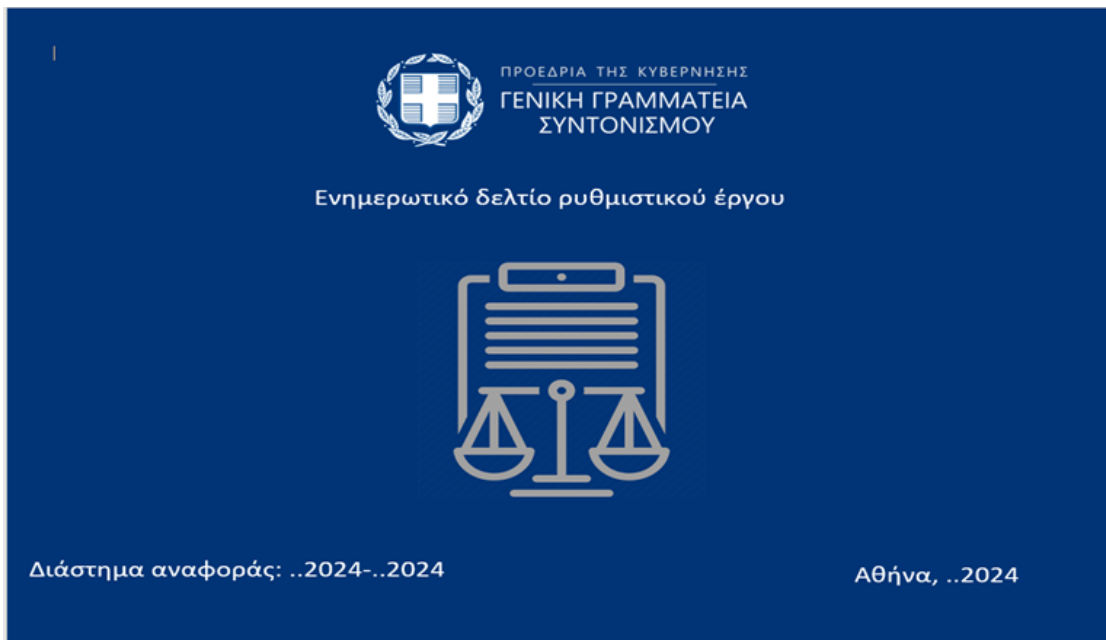 ΠΡΟΕΔΡΙΑ ΤΗΣ ΚΥΒΕΡΝΗΣΗΣ
ΓΕΝΙΚΗ ΓΡΑΜΜΑΤΕΙΑ
ΣΥΝΤΟΝΙΣΜΟΥ
Ενημερωτικό δελτίο ρυθμιστικού έργου
Διάστημα αναφοράς: ..2024-..2024
Αθήνα, ..2024